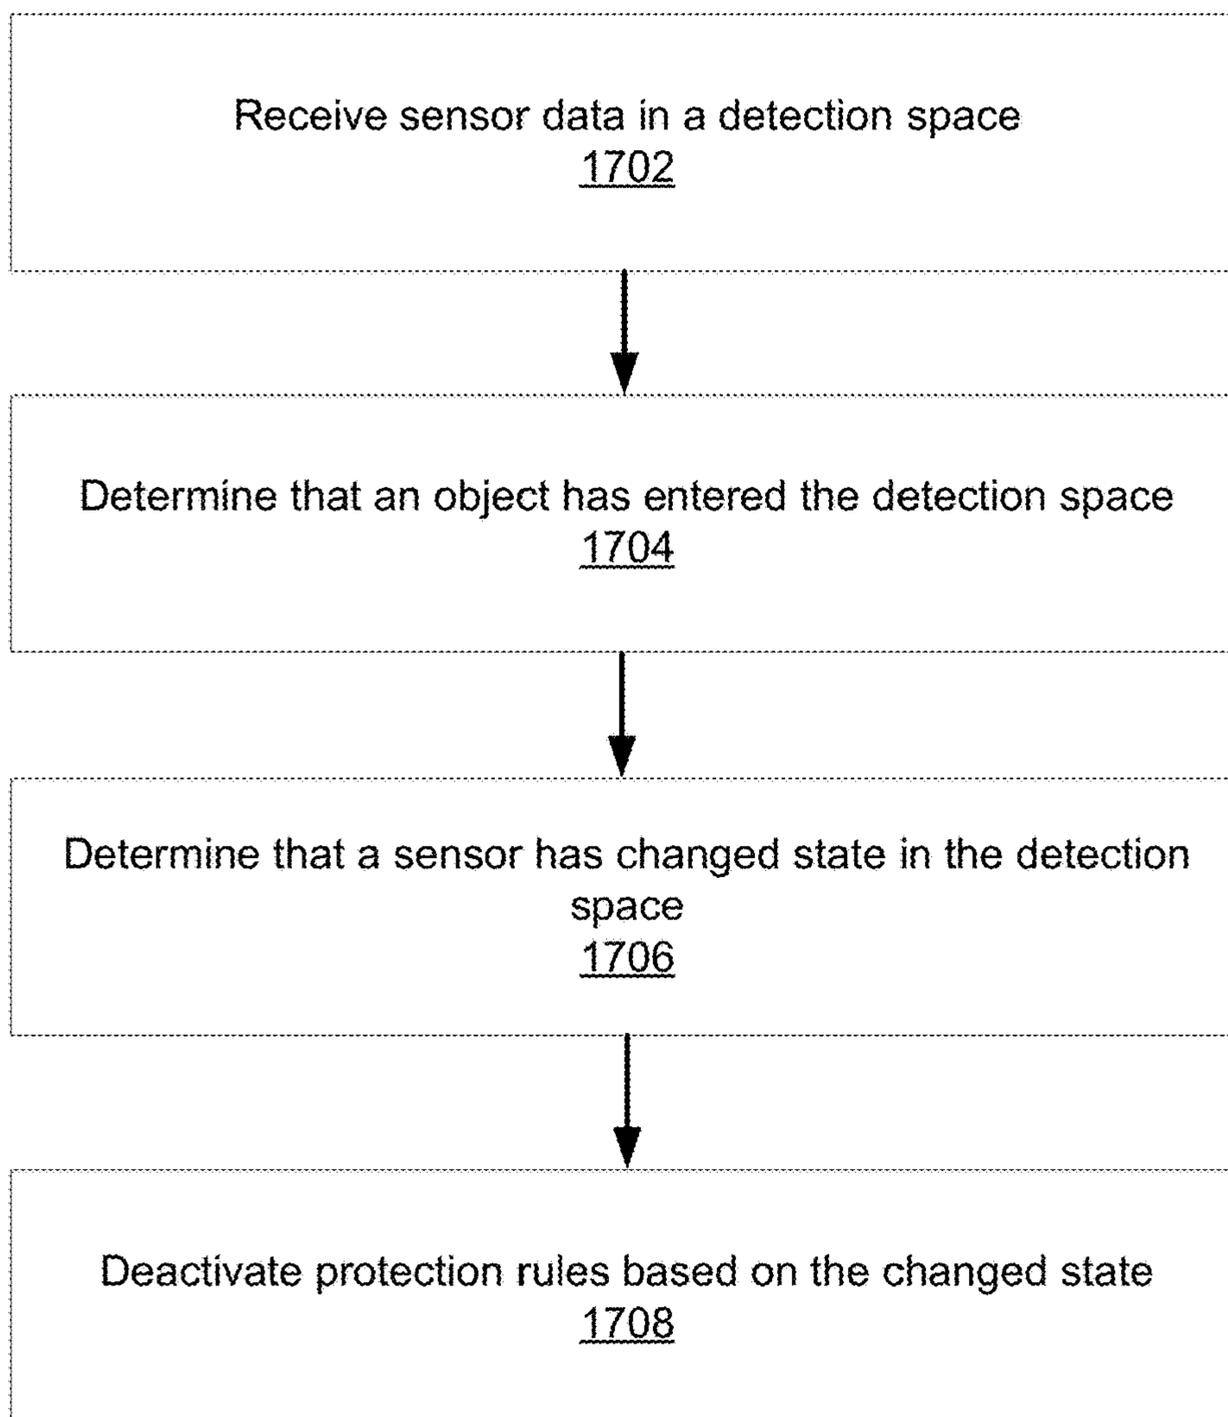 Receive sensor data in a detection space
1702
Determine that an object has entered the detection space
1704
Determine that a sensor has changed state in the detection
space
1706
Deactivate protection rules based on the changed state
1708